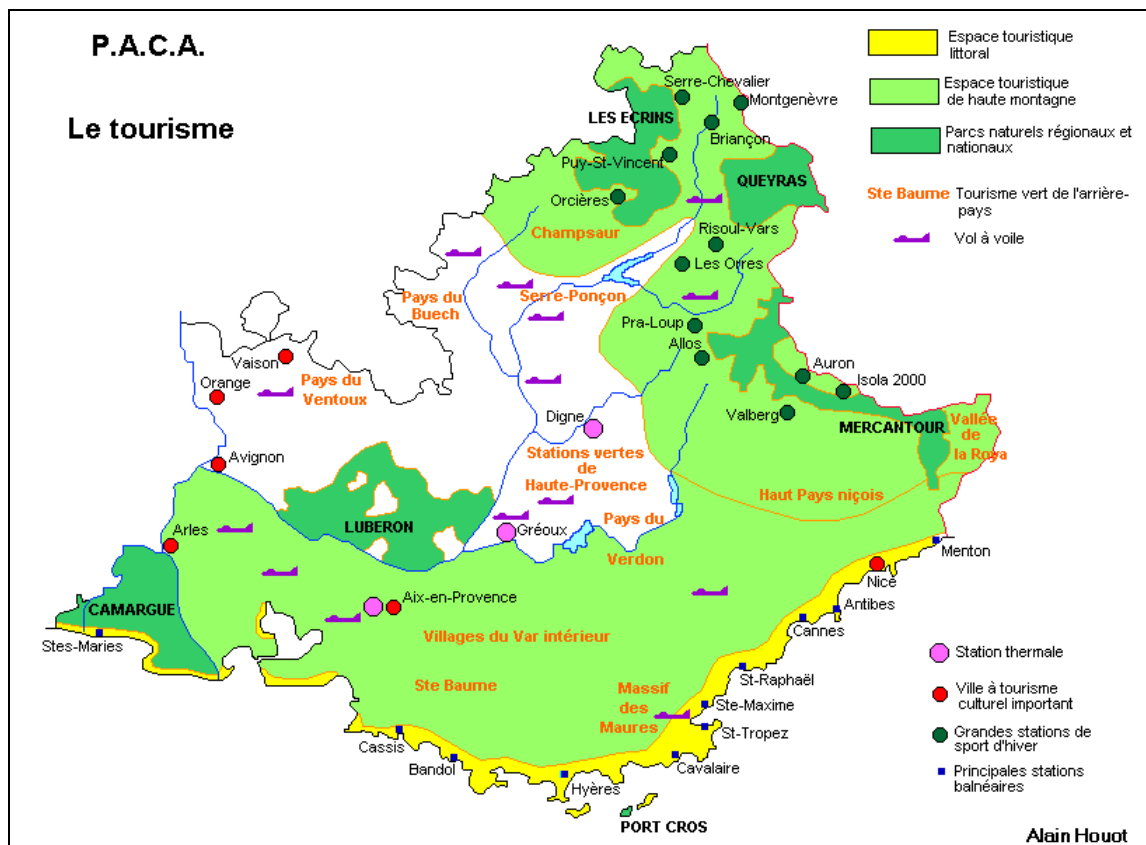 P.A.C.A.
Le tourisme
Espace touristique
littoral
Espace touristique
de haute montagne
Parcs naturels régionaux et
nationaux
Ste Baume
Tourisme vert de l'arrière-
pays
Vol à voile
Serre-Chevalier
Montgenèvre
LES ECRINS
Briançon
Puy-St-Vincent
QUEYRAS
Orcières
Champsaur
Risoul-Vars
Les Orres
Pays du
Buech
Serre-Ponçon
Pra-Loup
Allos
Vaison
Orange
Pays du
Ventoux
Auron
Isola 2000
Valberg
Digne
MERCANTOUR
Vallée
de
la Roya
Avignon
Stations vertes
de
Haute-Provence
Haut Pays niçois
LUBERON
Pays du
Verdon
Arles
Gréoux
Menton
Nice
CAMARGUE
Aix-en-Provence
Antibes
Cannes
Stes-Maries
Villages du Var intérieur
St-Raphaël
Ste Baume
Massif
des
Maures
Ste-Maxime
St-Tropez
Cassis
Bandol
Cavalaire
Hyères
PORT CROS
Station thermale
Ville à tourisme
culturel important
Grandes stations de
sport d'hiver
Principales stations
balnéaires
Alain Houot